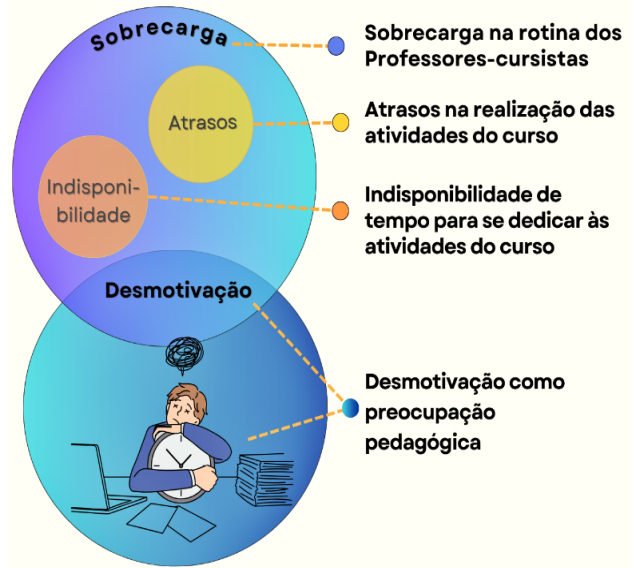 Sobrecarga
Sobrecarga na rotina dos
Professores-cursistas
Atrasos
Atrasos na realização das
atividades do curso
Indisponi-
bilidade
Indisponibilidade de
tempo para se dedicar às
atividades do curso
Desmotivação
Desmotivação como
preocupação
pedagógica